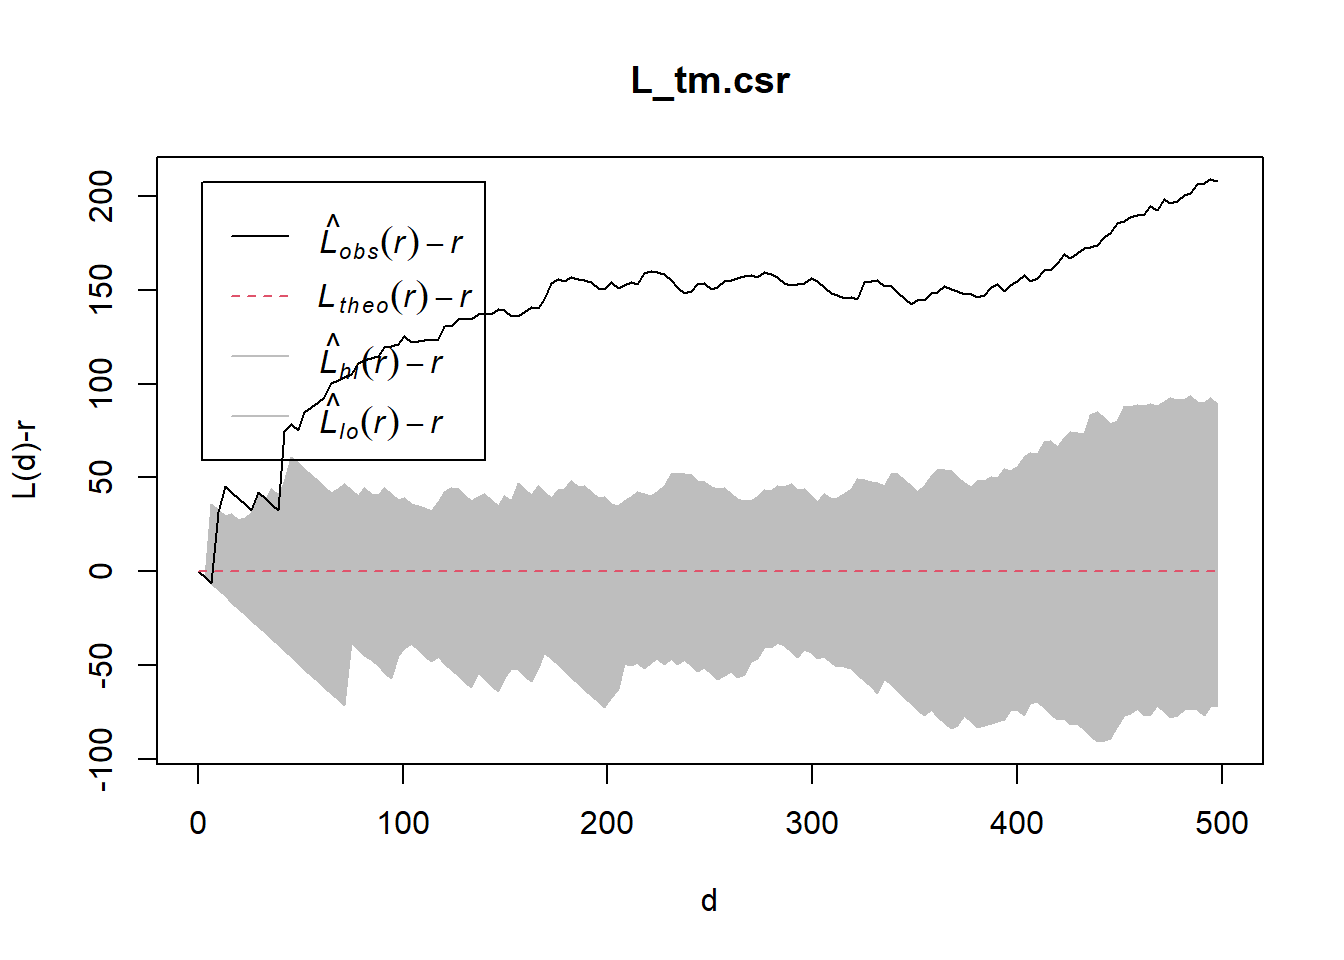 L_tm.csr
L̂obs(r) − r
Ltheo(r) − r
L̂hi(r) − r
L̂lo(r) − r
L(d)-r
200
150
100
50
0
-50
-100
0 100 200 300 400 500
d